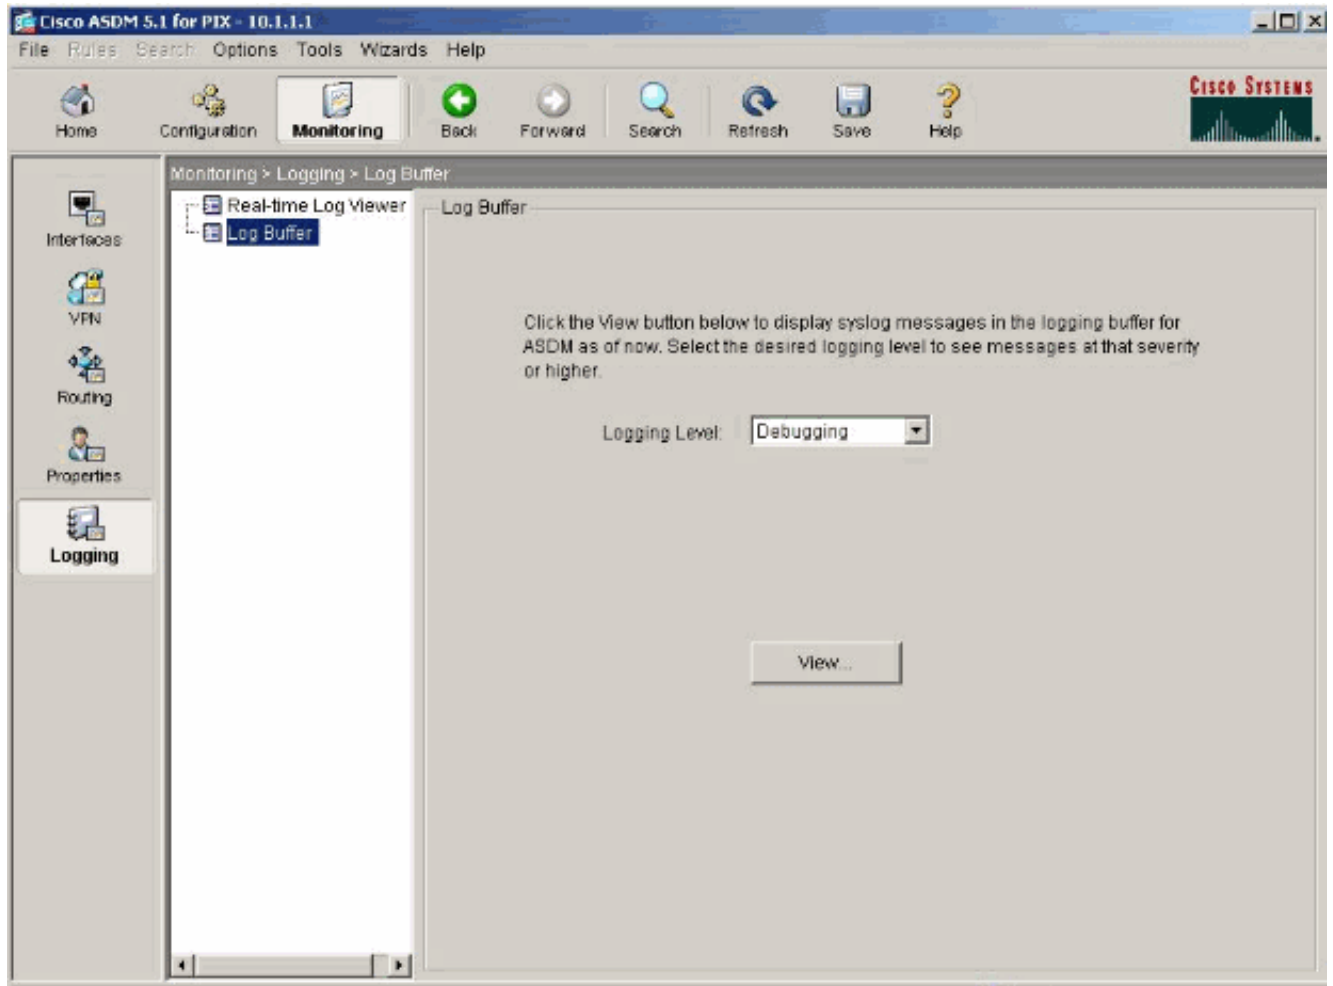 Cisco ASDM 5.1 for PIX - 10.1.1.1
File Rules Search Options Tools Wizards Help
Home Configuration Monitoring Back Forward Search Refresh Save Help
CISCO SYSTEMS
Monitoring > Logging > Log Buffer
Interfaces
VPN
Routing
Properties
Logging
Real-time Log Viewer
Log Buffer
Log Buffer
Click the View button below to display syslog messages in the logging buffer for
ASDM as of now. Select the desired logging level to see messages at that severity
or higher.
Logging Level: Debugging
View...